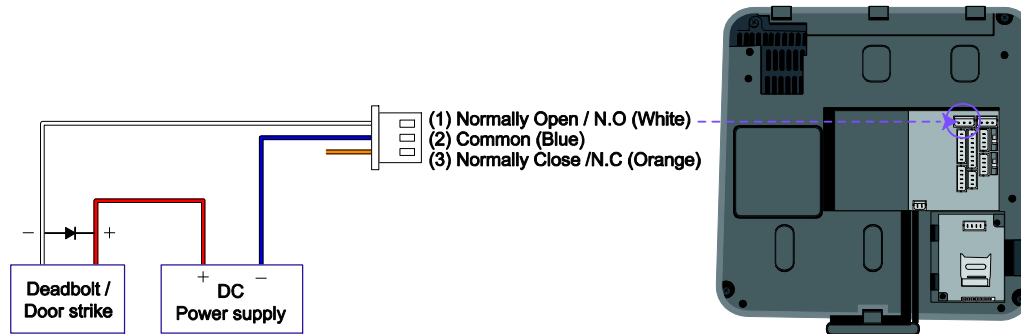 (1) Normally Open / N.O (White)
(2) Common (Blue)
(3) Normally Close /N.C (Orange)
− +
+ −
Deadbolt /
Door strike
DC
Power supply